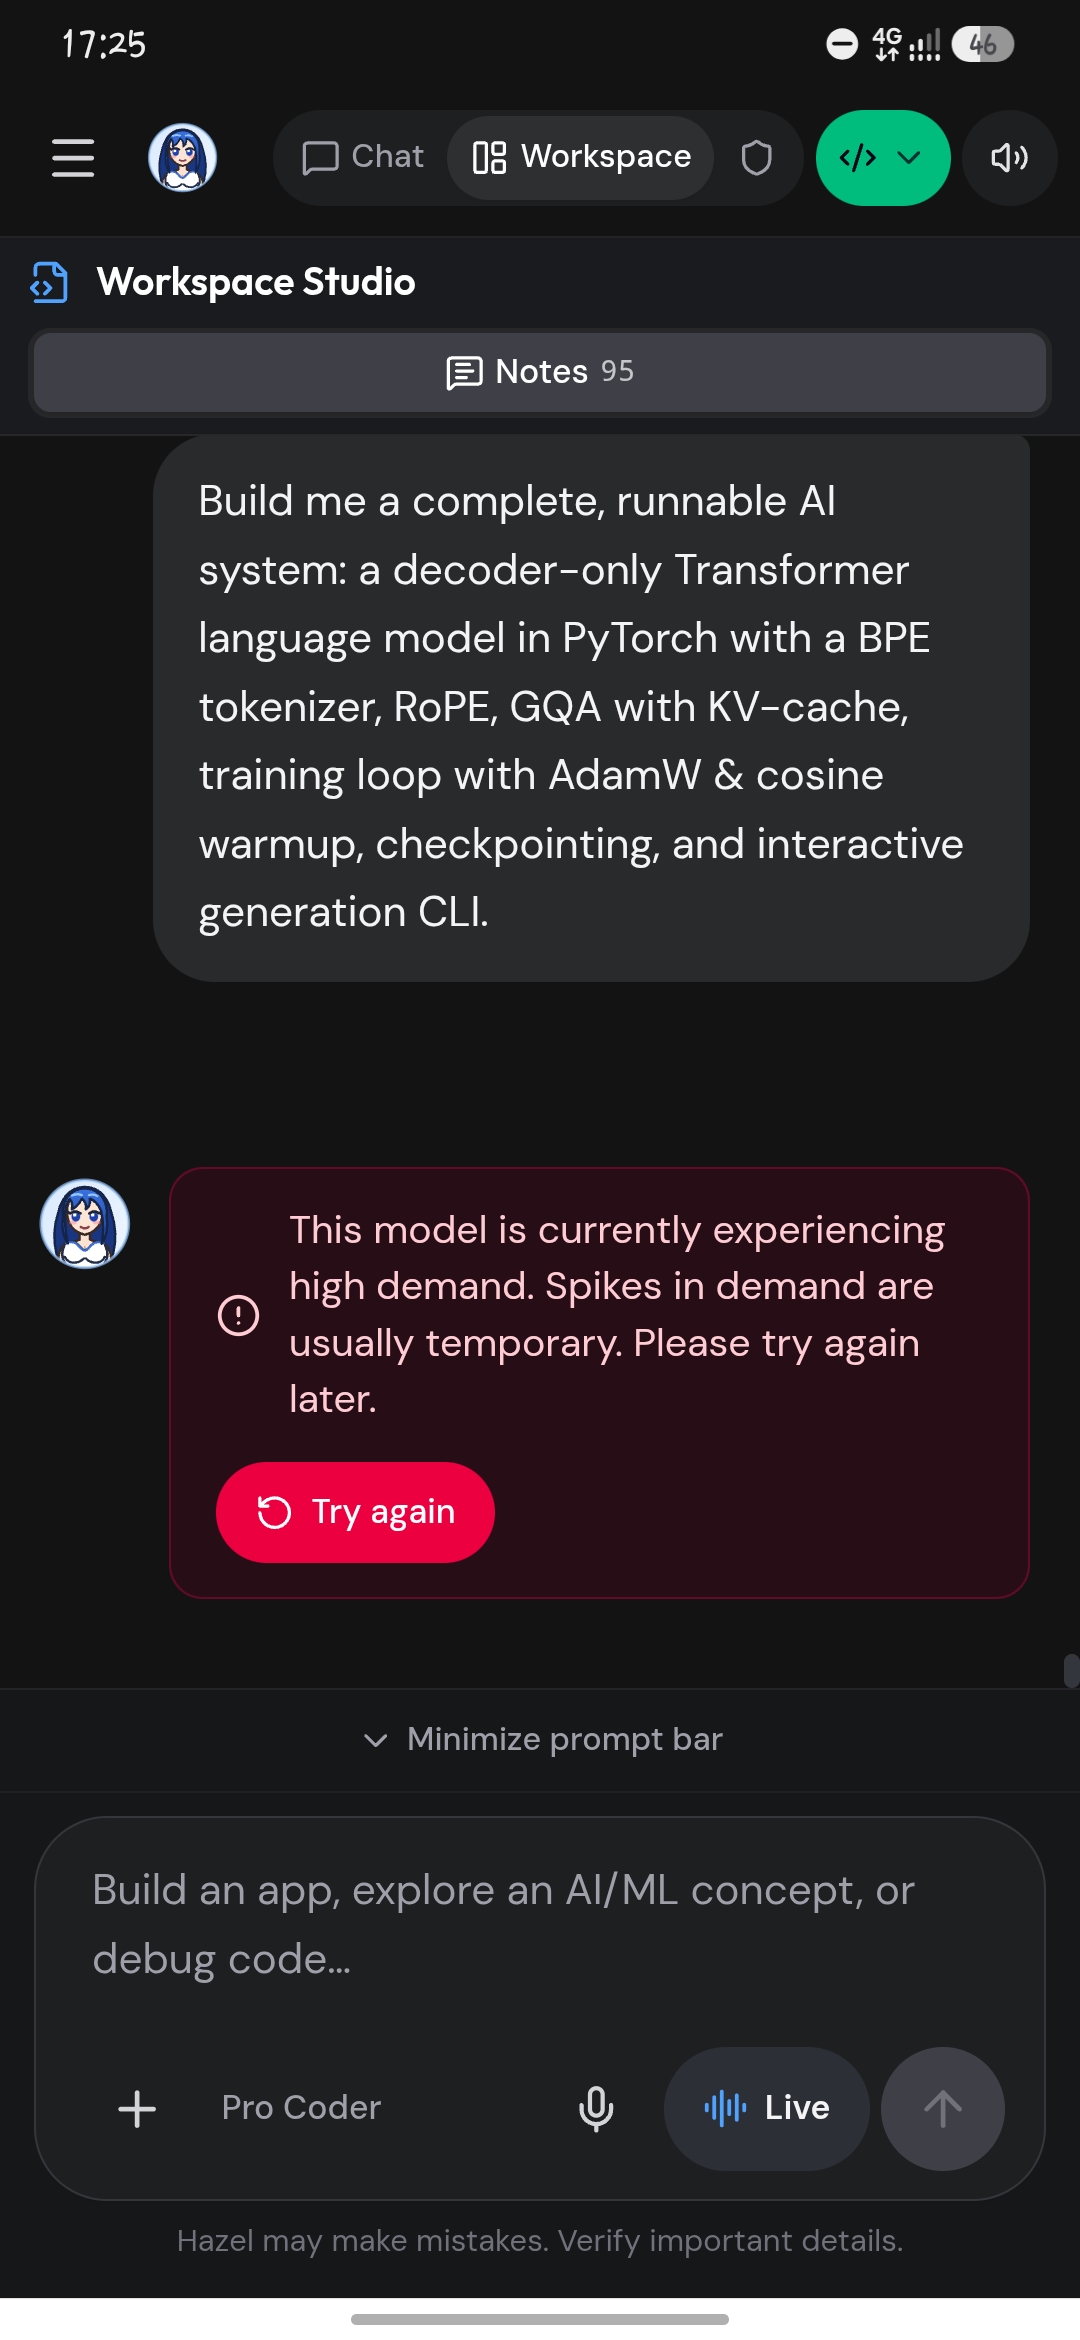 17:25
4G
46
Chat
Workspace
Workspace Studio
Notes 95
Build me a complete, runnable AI
system: a decoder-only Transformer
language model in PyTorch with a BPE
tokenizer, RoPE, GQA with KV-cache,
training loop with AdamW & cosine
warmup, checkpointing, and interactive
generation CLI.
This model is currently experiencing
high demand. Spikes in demand are
usually temporary. Please try again
later.
Try again
Minimize prompt bar
Build an app, explore an AI/ML concept, or
debug code...
Pro Coder
Live
Hazel may make mistakes. Verify important details.